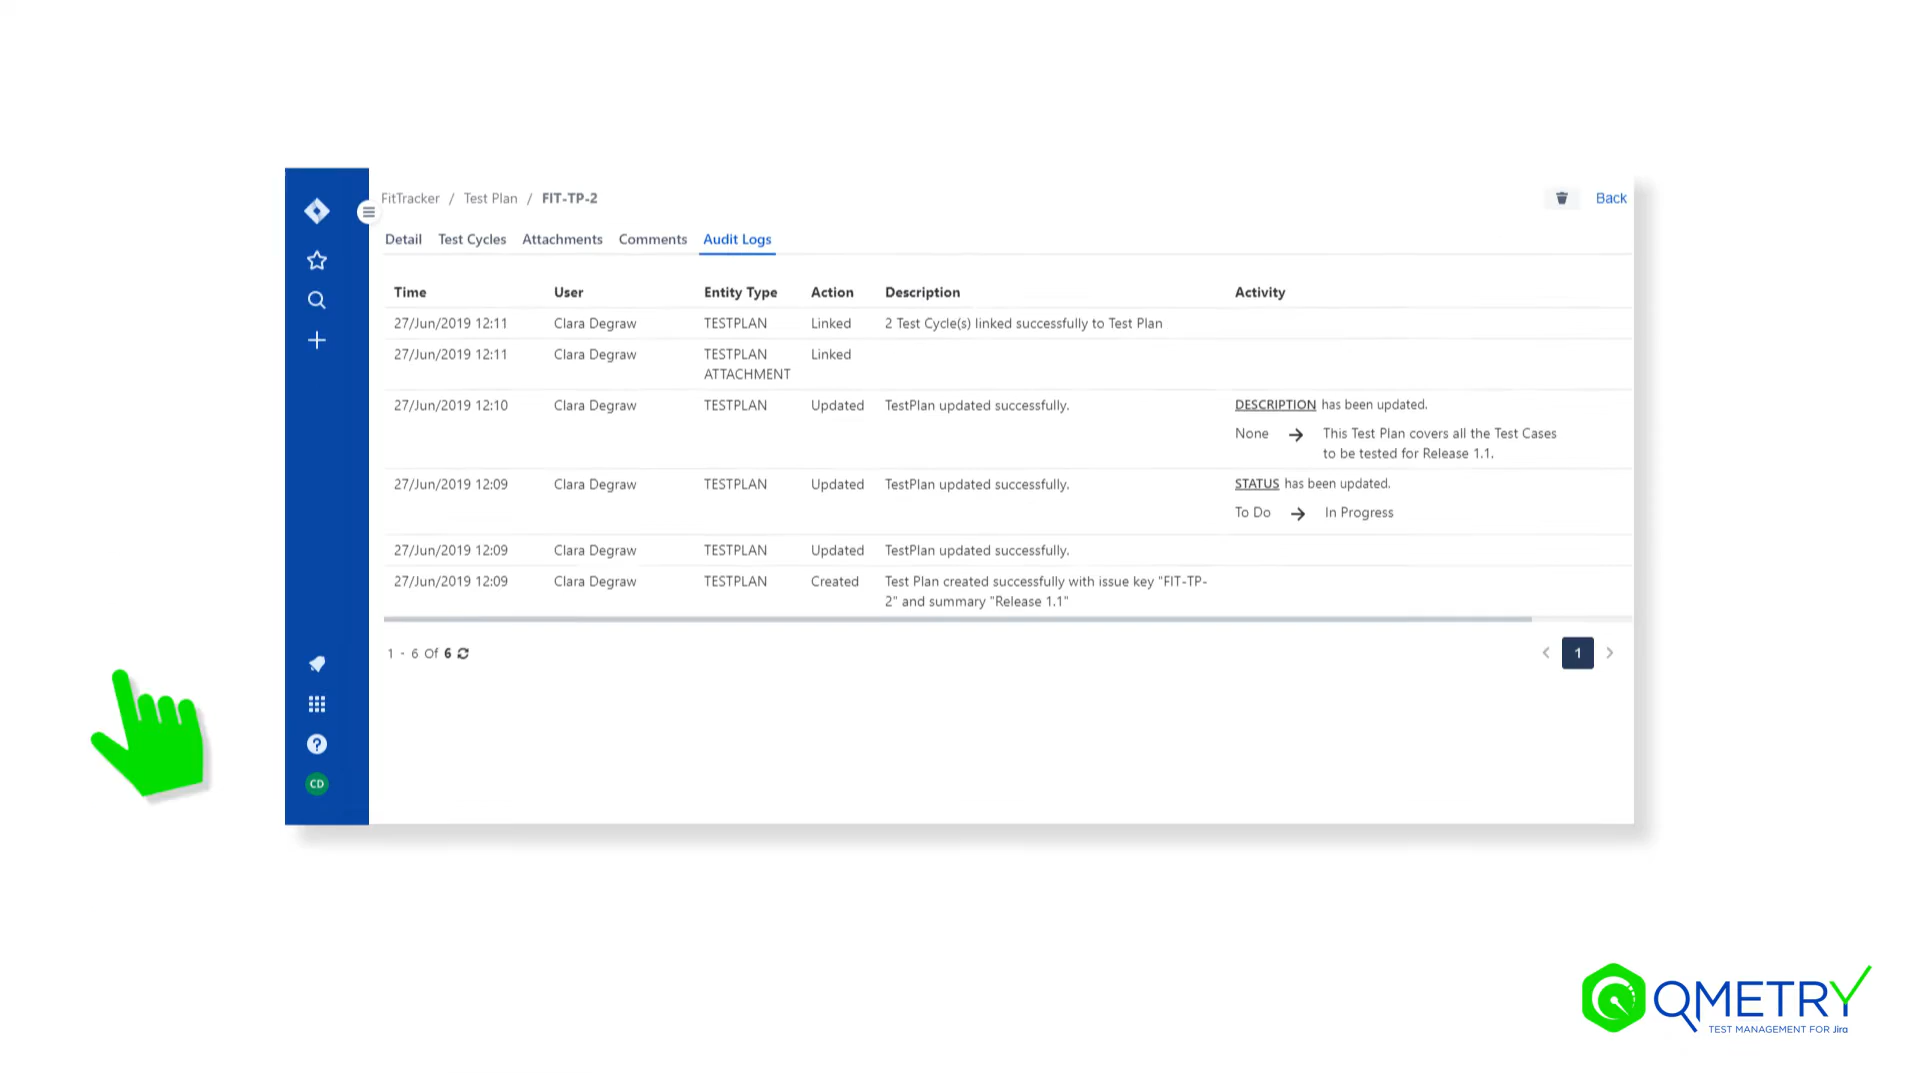 FitTracker / Test Plan / FIT-TP-2
Back
Detail Test Cycles Attachments Comments Audit Logs
Time User Entity Type Action Description Activity
27/Jun/2019 12:11 Clara Degraw TESTPLAN Linked 2 Test Cycle(s) linked successfully to Test Plan
27/Jun/2019 12:11 Clara Degraw TESTPLAN Linked
ATTACHMENT
27/Jun/2019 12:10 Clara Degraw TESTPLAN Updated TestPlan updated successfully. DESCRIPTION has been updated.
None → This Test Plan covers all the Test Cases
to be tested for Release 1.1.
27/Jun/2019 12:09 Clara Degraw TESTPLAN Updated TestPlan updated successfully. STATUS has been updated.
To Do → In Progress
27/Jun/2019 12:09 Clara Degraw TESTPLAN Updated TestPlan updated successfully.
27/Jun/2019 12:09 Clara Degraw TESTPLAN Created Test Plan created successfully with issue key "FIT-TP-
2" and summary "Release 1.1"
1 - 6 Of 6
1
CD
QMETRY
TEST MANAGEMENT FOR Jira